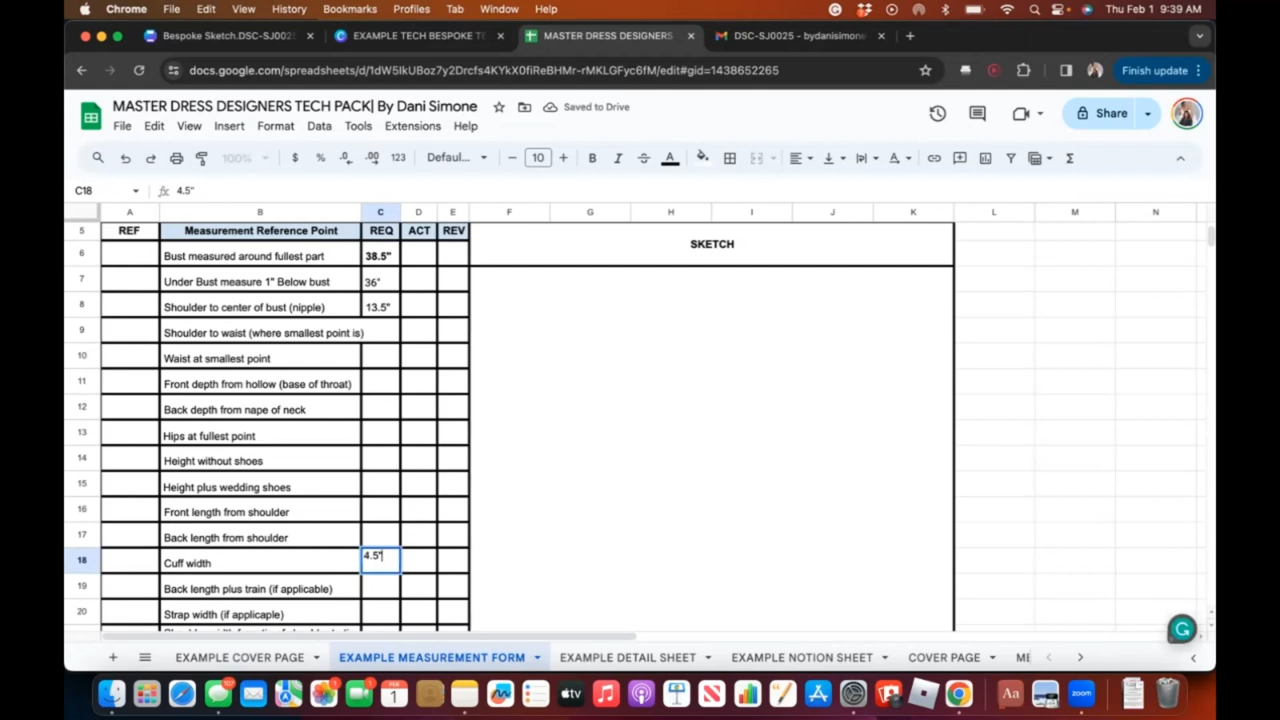 Chrome File Edit View History Bookmarks Profiles Tab Window Help Thu Feb 1 9:39 AM
Bespoke Sketch.DSC-SJ0025 EXAMPLE TECH BESPOKE TE MASTER DRESS DESIGNERS DSC-SJ0025 - bydanisimone
docs.google.com/spreadsheets/d/1dW5IkUBoz7y2Drcfs4KYkX0fiReBHMr-rMKLGFyc6fM/edit#gid=1438652265 Finish update
MASTER DRESS DESIGNERS TECH PACK| By Dani Simone Saved to Drive
File Edit View Insert Format Data Tools Extensions Help Share
100% $ % .0 .00 123 Defaul... − 10 + B I A
C18 fx 4.5"
A B C D E F G H I J K L M N
5 REF Measurement Reference Point REQ ACT REV SKETCH
6 Bust measured around fullest part 38.5"
7 Under Bust measure 1" Below bust 36"
8 Shoulder to center of bust (nipple) 13.5"
9 Shoulder to waist (where smallest point is)
10 Waist at smallest point
11 Front depth from hollow (base of throat)
12 Back depth from nape of neck
13 Hips at fullest point
14 Height without shoes
15 Height plus wedding shoes
16 Front length from shoulder
17 Back length from shoulder
18 Cuff width 4.5"
19 Back length plus train (if applicable)
20 Strap width (if applicaple)
EXAMPLE COVER PAGE EXAMPLE MEASUREMENT FORM EXAMPLE DETAIL SHEET EXAMPLE NOTION SHEET COVER PAGE ME
107 1 1 Aa zoom